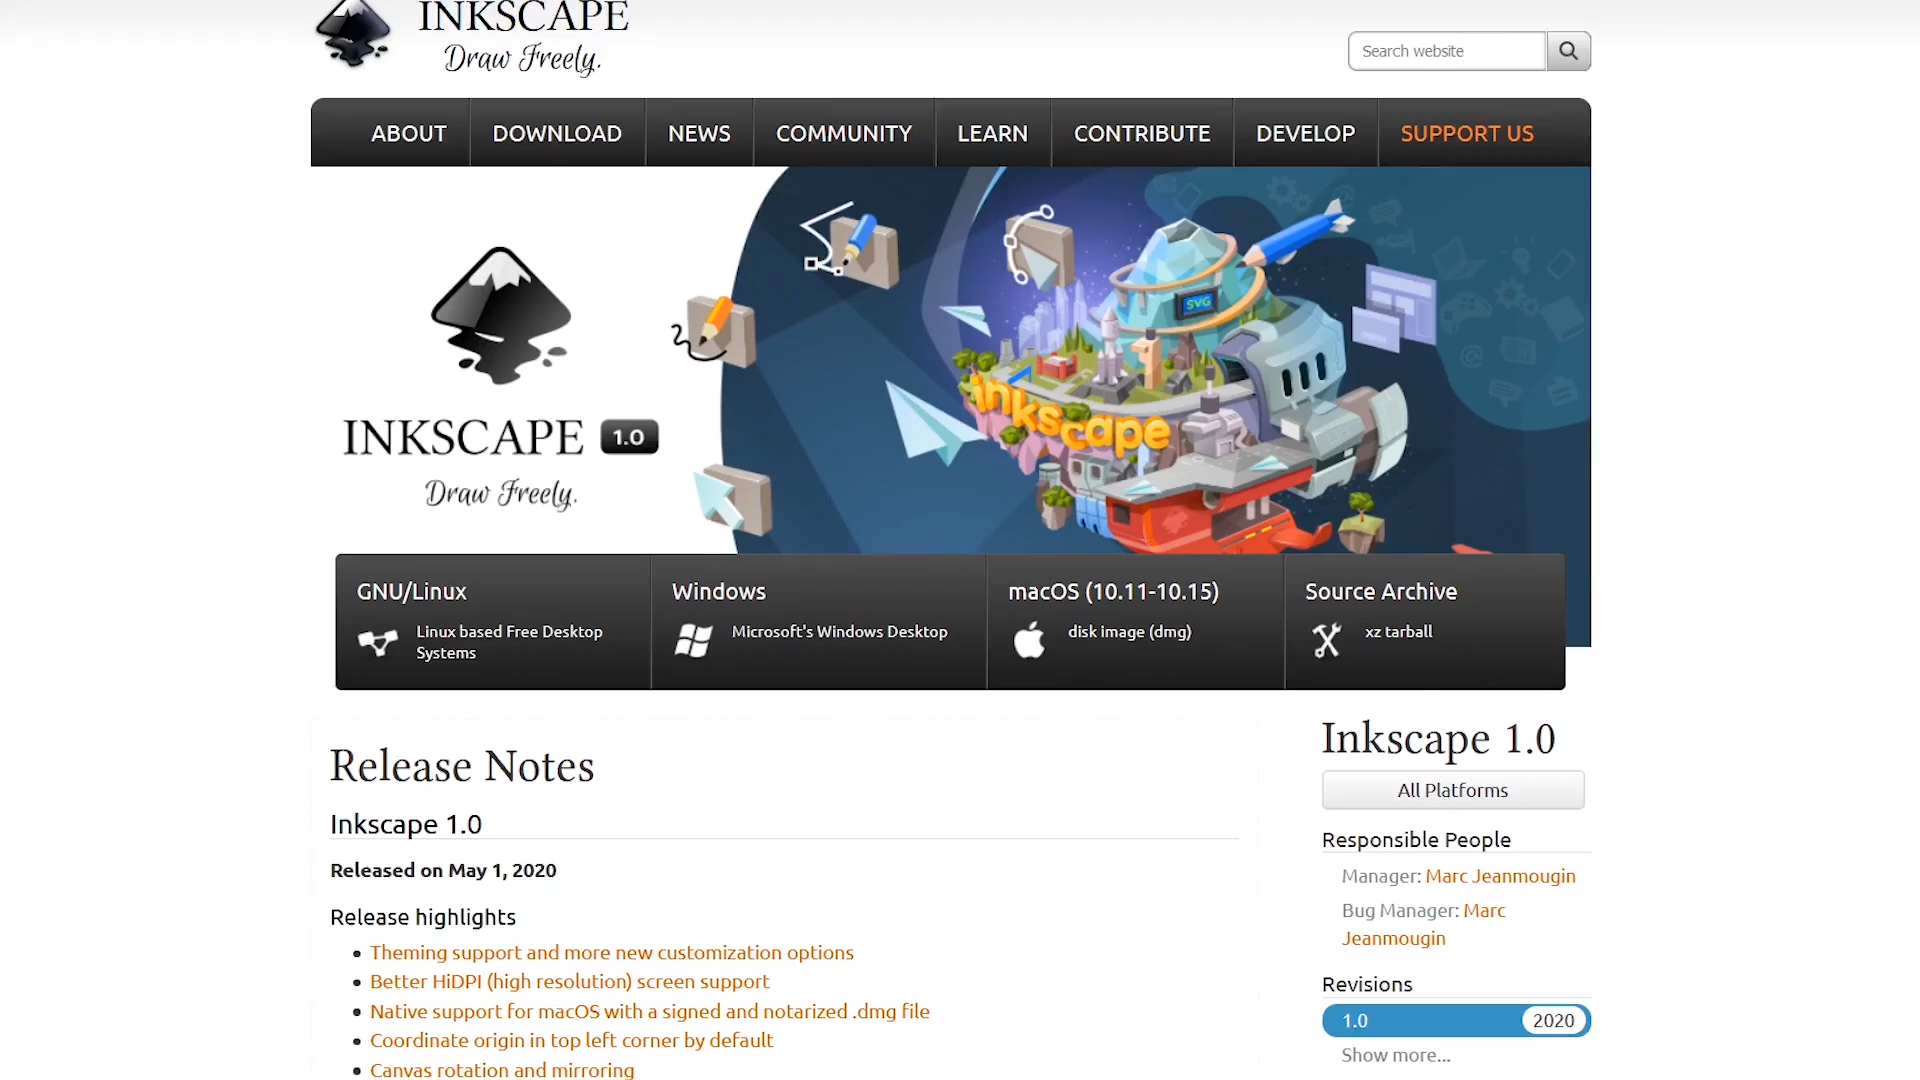 INKSCAPE
Draw Freely.
Search website
ABOUT
DOWNLOAD
NEWS
COMMUNITY
LEARN
CONTRIBUTE
DEVELOP
SUPPORT US
SVG
inkscape
INKSCAPE 1.0
Draw Freely.
GNU/Linux
Linux based Free Desktop
Systems
Windows
Microsoft's Windows Desktop
macOS (10.11-10.15)
disk image (dmg)
Source Archive
xz tarball
Release Notes
Inkscape 1.0
Released on May 1, 2020
Release highlights
Theming support and more new customization options
Better HiDPI (high resolution) screen support
Native support for macOS with a signed and notarized .dmg file
Coordinate origin in top left corner by default
Canvas rotation and mirroring
Inkscape 1.0
All Platforms
Responsible People
Manager: Marc Jeanmougin
Bug Manager: Marc
Jeanmougin
Revisions
1.0 2020
Show more...